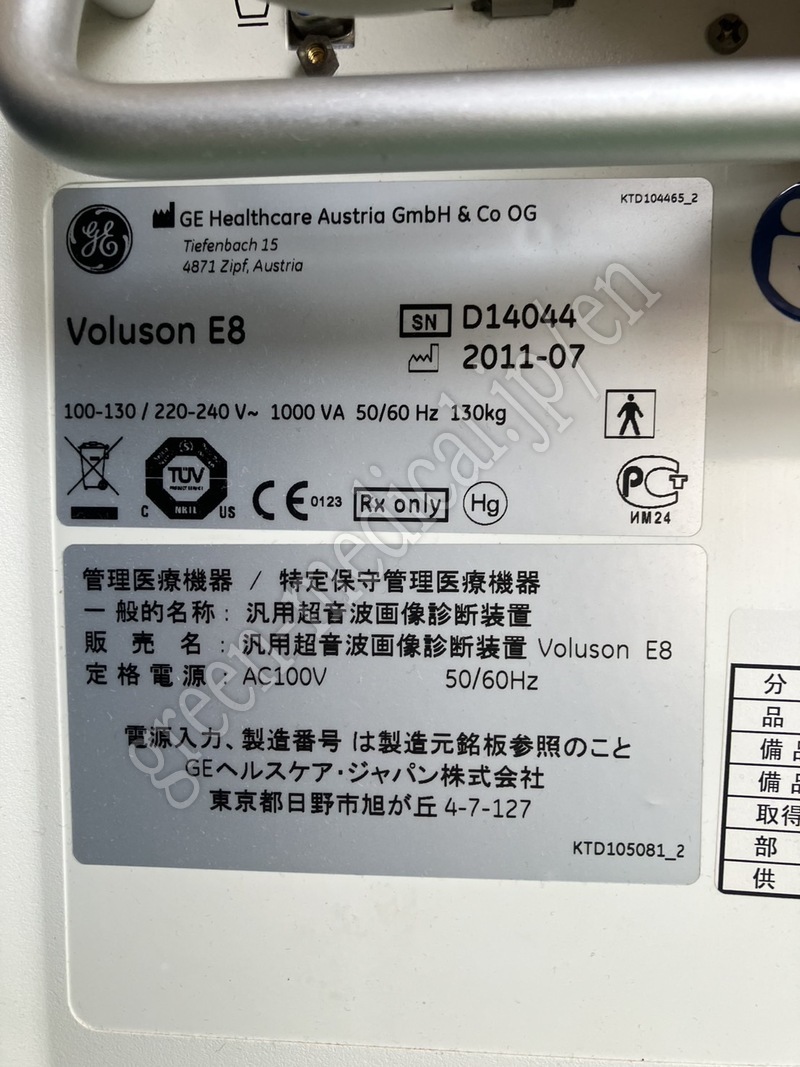 KTD104465_2
GE
GE Healthcare Austria GmbH & Co OG
Tiefenbach 15
4871 Zipf, Austria
Voluson E8
SN D14044
2011-07
100-130 / 220-240 V~ 1000 VA 50/60 Hz 130kg
TÜV
C US
CE 0123 Rx only Hg
PCT
ИМ24
管理医療機器 / 特定保守管理医療機器
一般的名称: 汎用超音波画像診断装置
販売名: 汎用超音波画像診断装置 Voluson E8
定格電源: AC100V 50/60Hz
電源入力、製造番号 は製造元銘板参照のこと
GEヘルスケア・ジャパン株式会社
東京都日野市旭が丘 4-7-127
KTD105081_2
分
品
備品
備品
取得
部
供
green-medical.jp/en